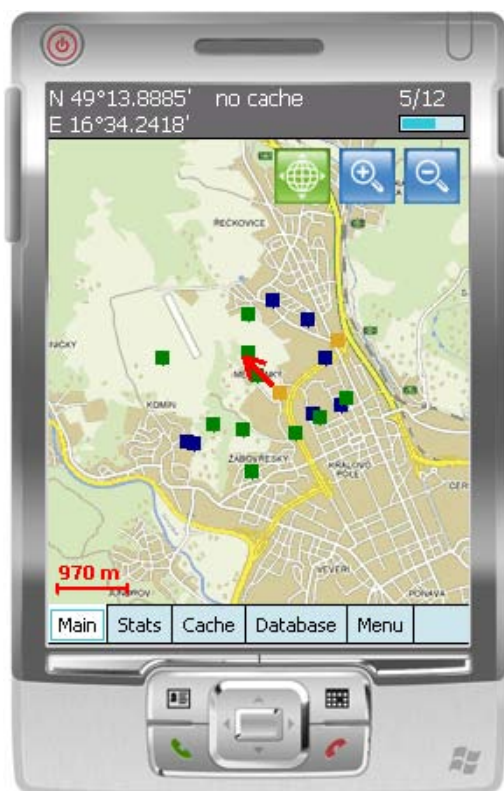 N 49°13.8885' no cache 5/12
E 16°34.2418'
ŘEČKOVICE
KOMÍN
ŽABOVŘESKY
KRÁLOVO
POLE
VEVEŘÍ
PONAVA
970 m
Main Stats Cache Database Menu